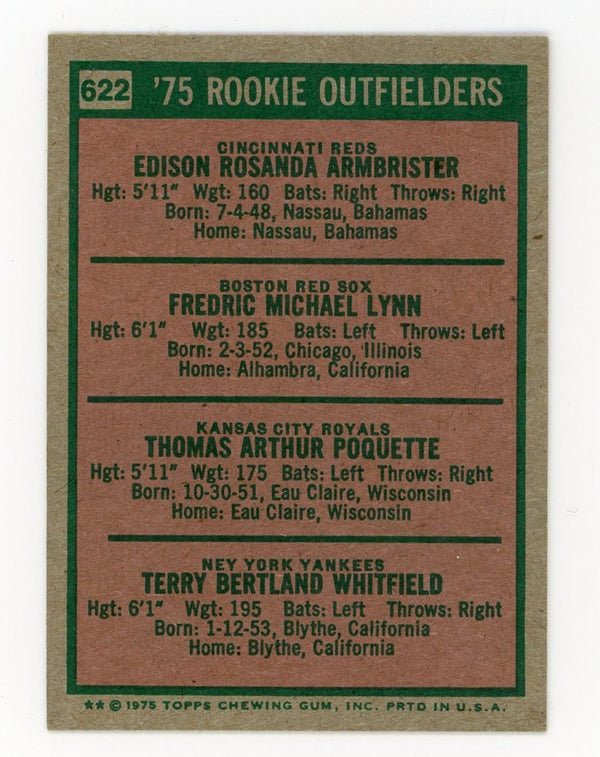 622 '75 ROOKIE OUTFIELDERS
CINCINNATI REDS
EDISON ROSANDA ARMBRISTER
Hgt: 5'11" Wgt: 160 Bats: Right Throws: Right
Born: 7-4-48, Nassau, Bahamas
Home: Nassau, Bahamas
BOSTON RED SOX
FREDRIC MICHAEL LYNN
Hgt: 6'1" Wgt: 185 Bats: Left Throws: Left
Born: 2-3-52, Chicago, Illinois
Home: Alhambra, California
KANSAS CITY ROYALS
THOMAS ARTHUR POQUETTE
Hgt: 5'11" Wgt: 175 Bats: Left Throws: Right
Born: 10-30-51, Eau Claire, Wisconsin
Home: Eau Claire, Wisconsin
NEY YORK YANKEES
TERRY BERTLAND WHITFIELD
Hgt: 6'1" Wgt: 195 Bats: Left Throws: Right
Born: 1-12-53, Blythe, California
Home: Blythe, California
★★ © 1975 TOPPS CHEWING GUM, INC. PRTD IN U.S.A.